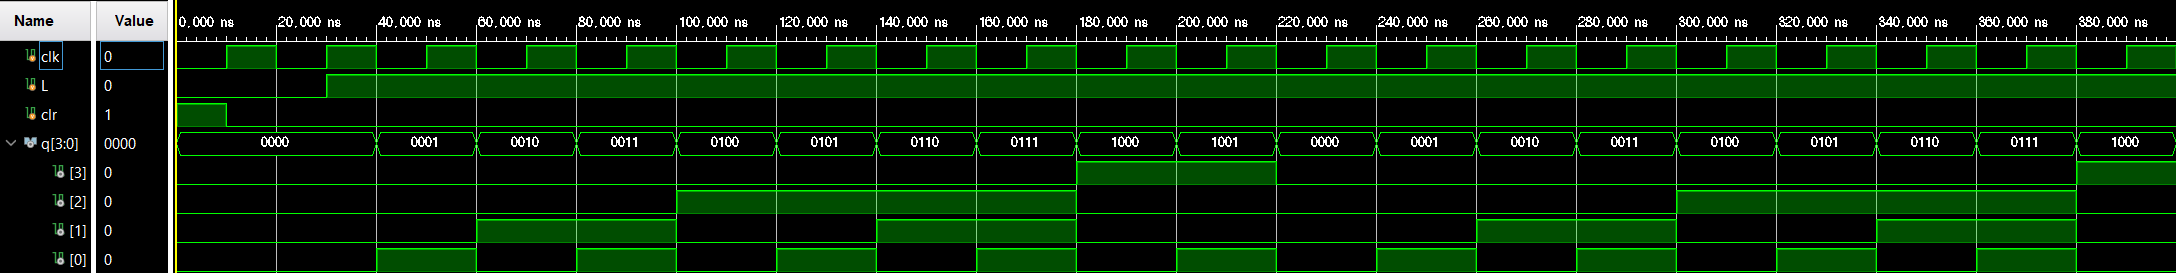 Name Value 0.000 ns 20.000 ns 40.000 ns 60.000 ns 80.000 ns 100.000 ns 120.000 ns 140.000 ns 160.000 ns 180.000 ns 200.000 ns 220.000 ns 240.000 ns 260.000 ns 280.000 ns 300.000 ns 320.000 ns 340.000 ns 360.000 ns 380.000 ns
clk 0
L 0
clr 1
q[3:0] 0000 0000 0001 0010 0011 0100 0101 0110 0111 1000 1001 0000 0001 0010 0011 0100 0101 0110 0111 1000
[3] 0
[2] 0
[1] 0
[0] 0